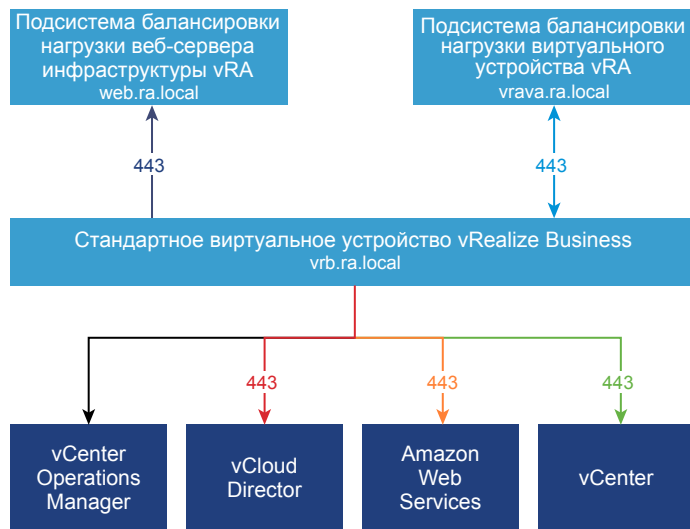 Подсистема балансировки
нагрузки веб-сервера
инфраструктуры vRA
web.ra.local
Подсистема балансировки
нагрузки виртуального
устройства vRA
vrava.ra.local
443
443
Стандартное виртуальное устройство vRealize Business
vrb.ra.local
443
443
443
vCenter
Operations
Manager
vCloud
Director
Amazon
Web
Services
vCenter